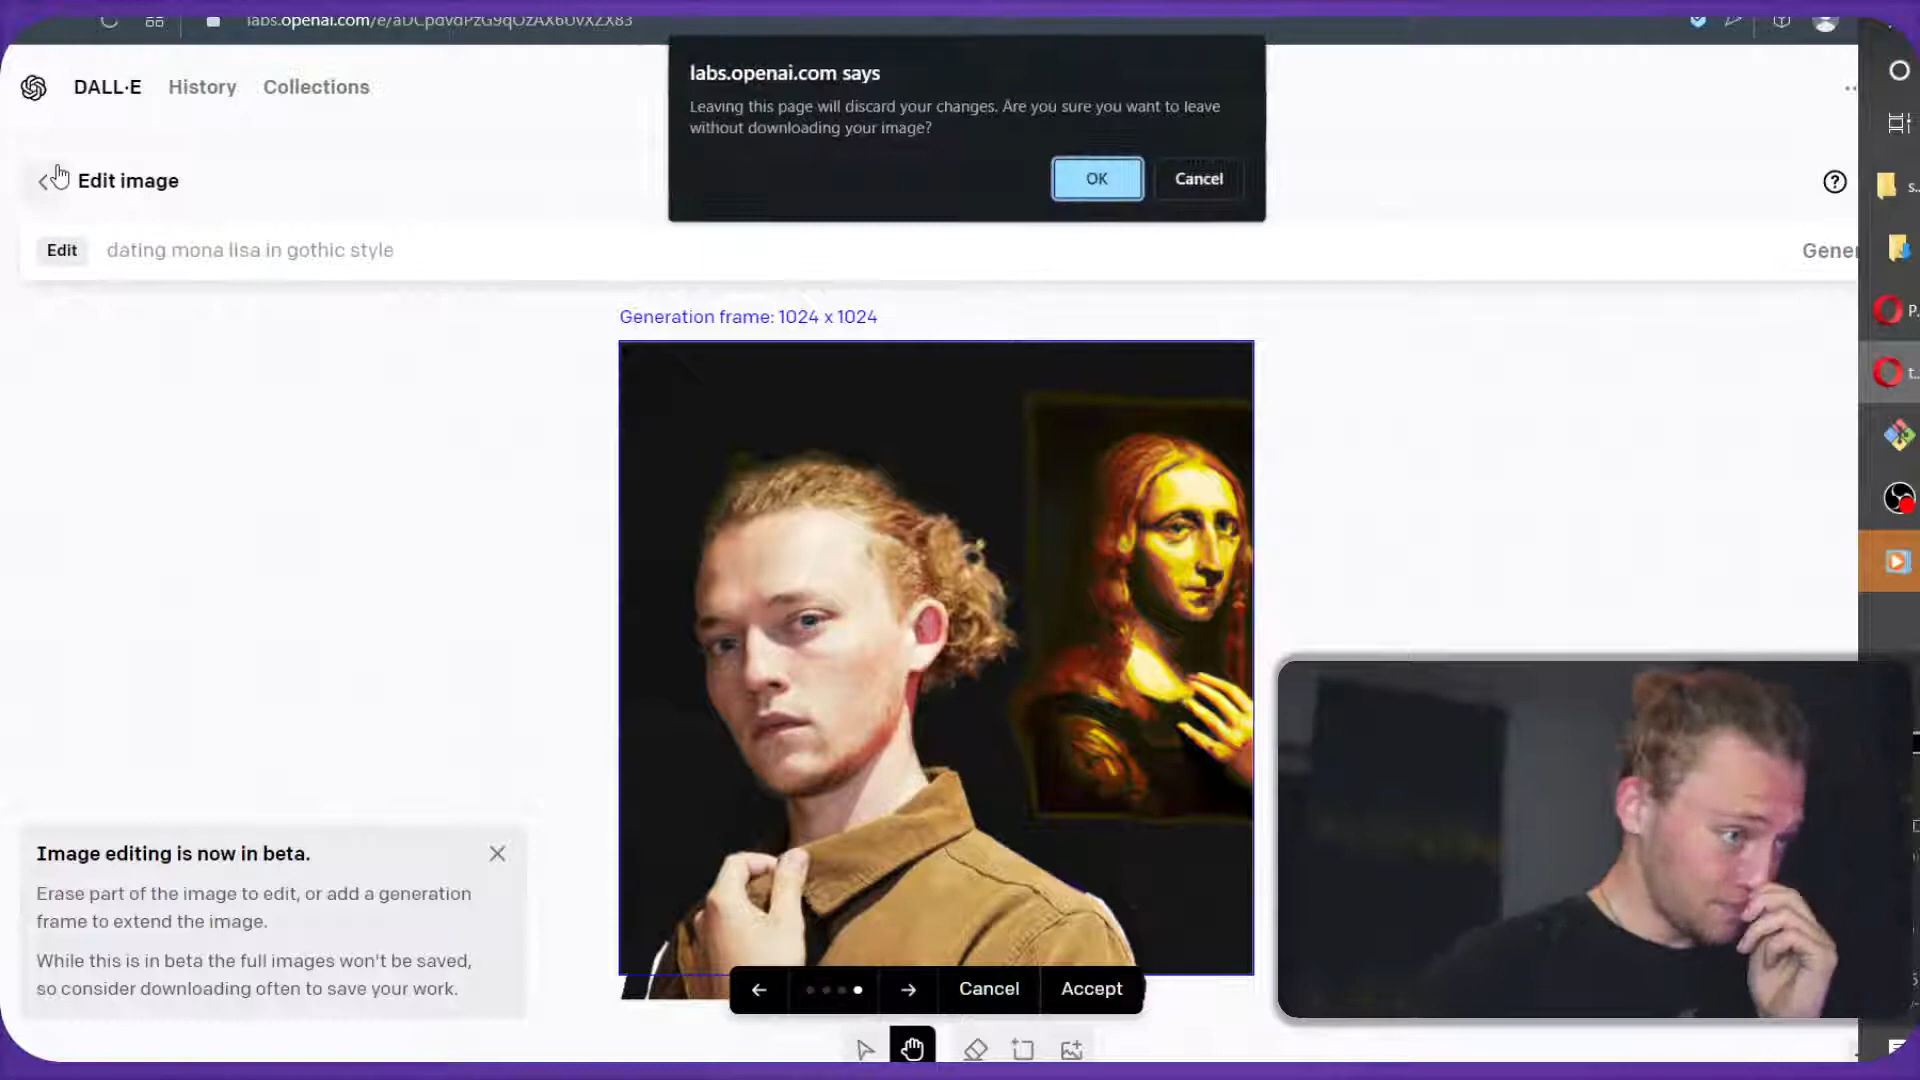 labs.openai.com says
DALL·E History Collections
Leaving this page will discard your changes. Are you sure you want to leave
without downloading your image?
OK Cancel
Edit image
Edit dating mona lisa in gothic style
Gener
Generation frame: 1024 x 1024
Image editing is now in beta.
Erase part of the image to edit, or add a generation
frame to extend the image.
While this is in beta the full images won't be saved,
so consider downloading often to save your work.
Cancel Accept
s..
P.
t..